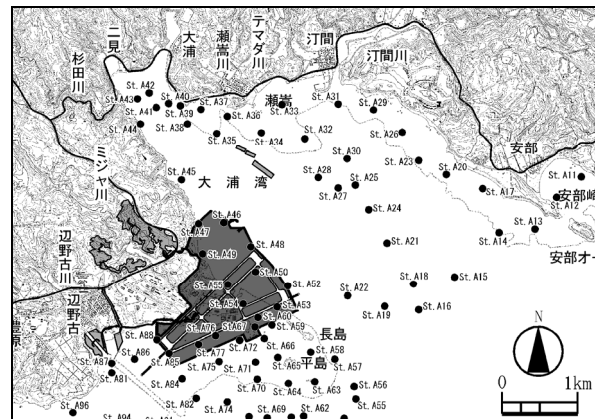 二見
杉田川
大浦
瀬嵩川
テマダ川
汀間
汀間川
瀬嵩
安部
安部崎
安部オー
大浦湾
ミジャ川
辺野古川
辺野古
豊原
長島
平島
St. A42
St. A43
St. A40
St. A41
St. A39
St. A37
St. A44
St. A38
St. A36
St. A35
St. A34
St. A33
St. A31
St. A29
St. A32
St. A26
St. A30
St. A23
St. A28
St. A25
St. A27
St. A20
St. A17
St. A11
St. A12
St. A45
St. A24
St. A13
St. A14
St. A46
St. A47
St. A48
St. A21
St. A49
St. A50
St. A18
St. A15
St. A55
St. A52
St. A22
St. A54
St. A53
St. A19
St. A16
St. A60
St. A59
St. A76
St. A67
St. A88
St. A77
St. A72
St. A66
St. A58
St. A86
St. A85
St. A75
St. A71
St. A65
St. A57
St. A87
St. A81
St. A84
St. A70
St. A64
St. A63
St. A56
St. A82
St. A74
St. A55
St. A96
St. A94
St. A69
St. A62
N
0
1km